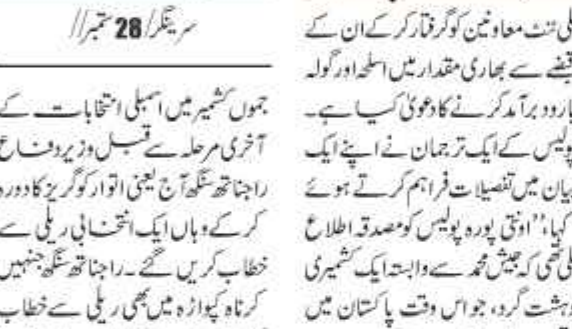 ملی ٹنٹ معاونین کو گرفتار کر کے ان کے
قبضے سے بھاری مقدار میں اسلحہ اور گولہ
بارود برآمد کرنے کا دعویٰ کیا ہے۔
پولیس کے ایک ترجمان نے اپنے ایک
بیان میں تفصیلات فراہم کرتے ہوئے
کہا، ’’اونتی پورہ پولیس کو مصدقہ اطلاع
ملی تھی کہ جیش محمد سے وابستہ ایک کشمیری
دہشت گرد، جو اس وقت پاکستان میں
سرینگر/28 ستمبر//
جموں کشمیر میں اسمبلی انتخابات کے
آخری مرحلہ سے قبل وزیر دفاع
راجناتھ سنگھ آج یعنی اتوار کو گریز کا دورہ
کر کے وہاں ایک انتخابی ریلی سے
خطاب کریں گے۔ راجناتھ سنگھ جنہیں
کرناہ کپواڑہ میں بھی ریلی سے خطاب